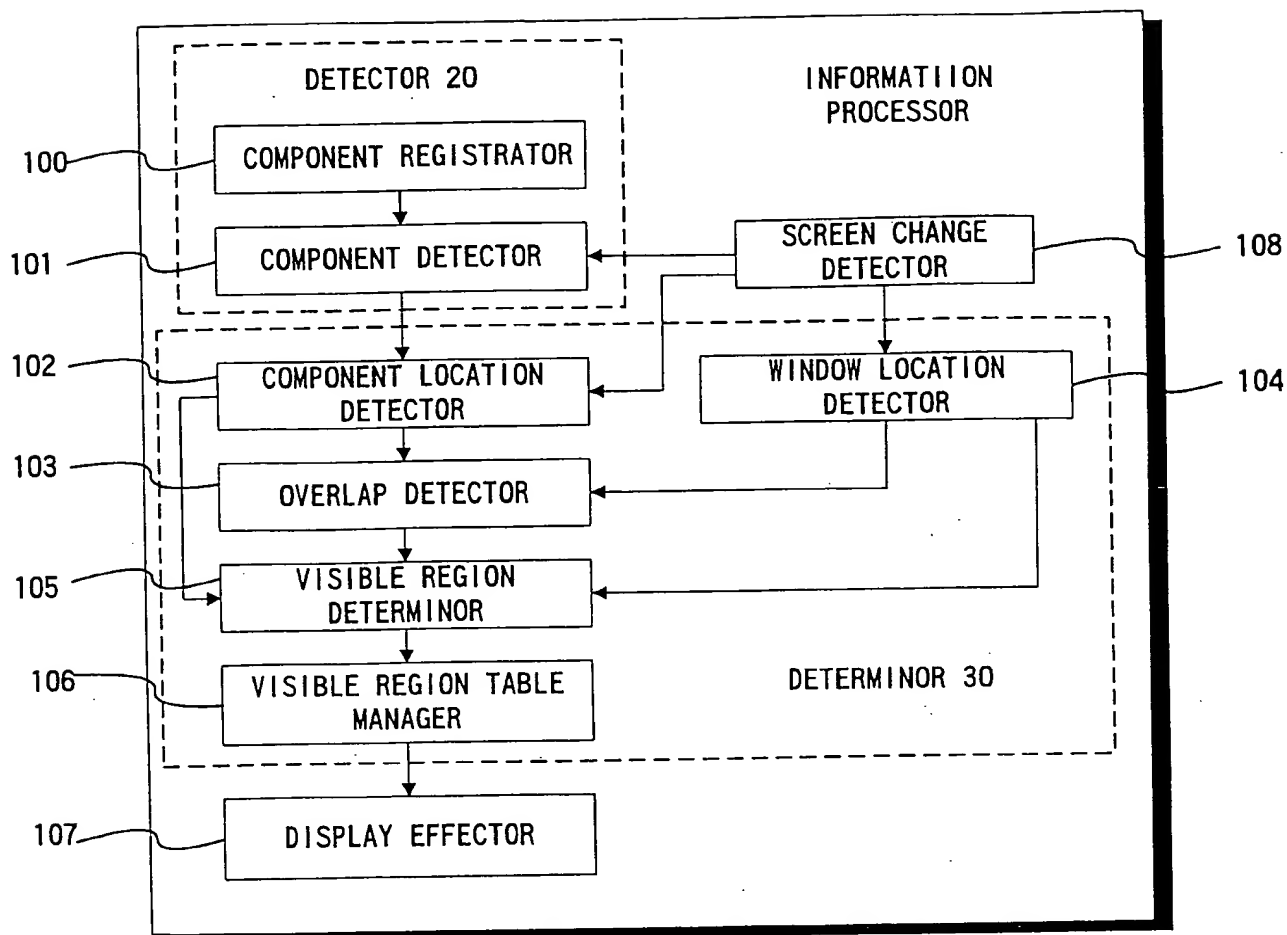 DETECTOR 20
INFORMATIION
PROCESSOR
100
COMPONENT REGISTRATOR
101
COMPONENT DETECTOR
SCREEN CHANGE
DETECTOR
108
102
COMPONENT LOCATION
DETECTOR
WINDOW LOCATION
DETECTOR
104
103
OVERLAP DETECTOR
105
VISIBLE REGION
DETERMINOR
106
VISIBLE REGION TABLE
MANAGER
DETERMINOR 30
107
DISPLAY EFFECTOR